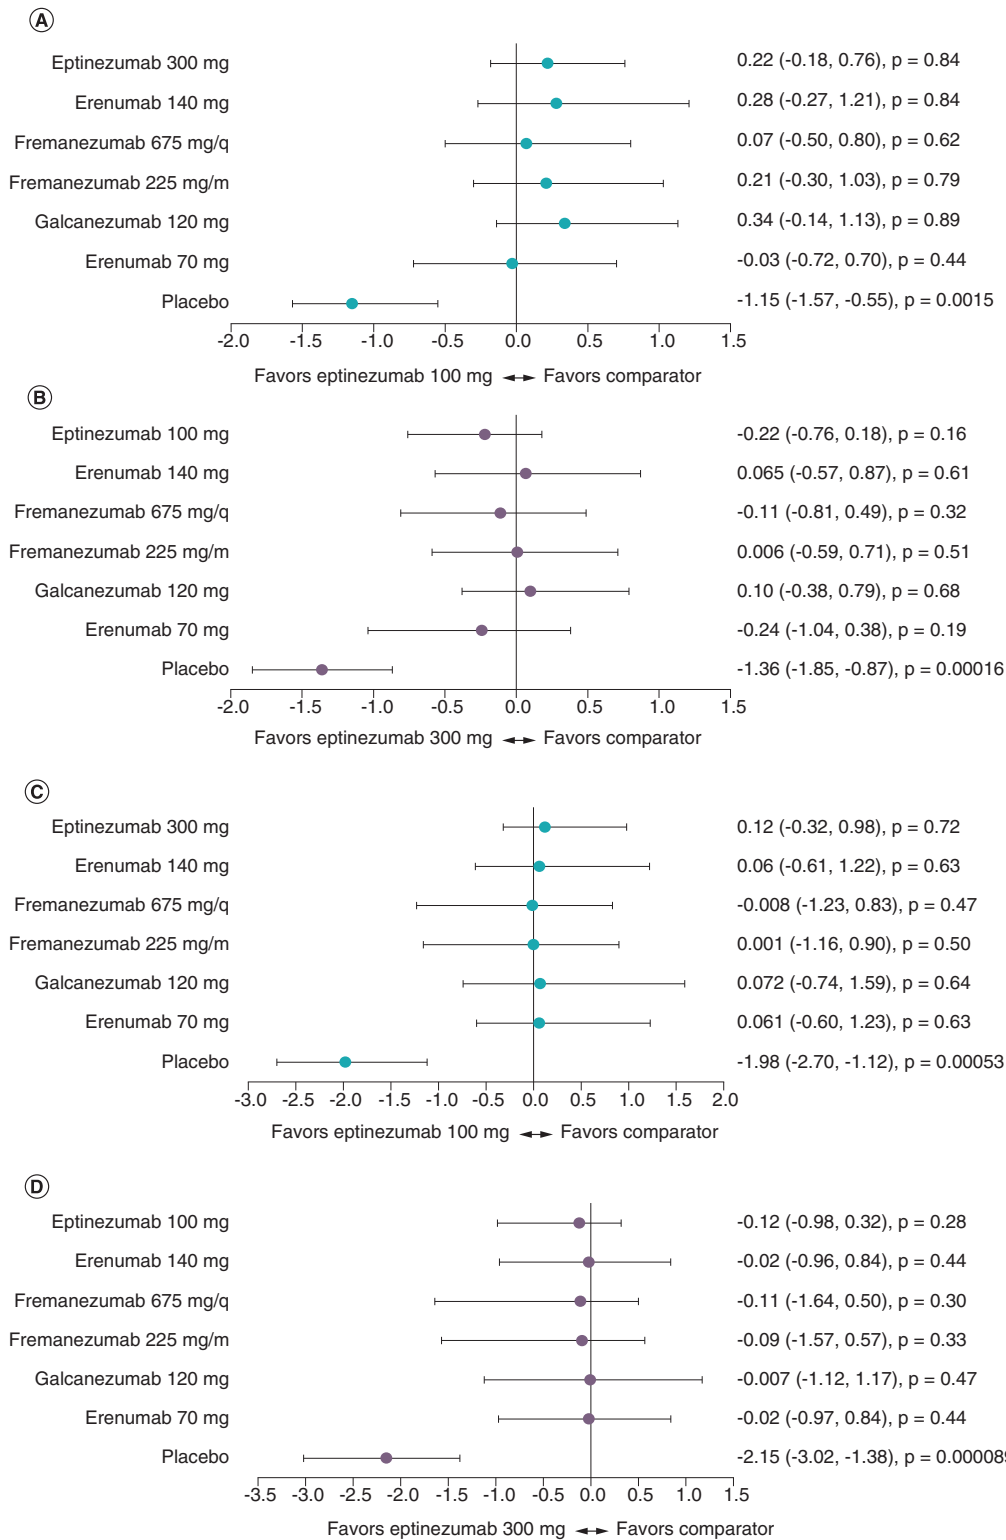 A
Eptinezumab 300 mg 0.22 (-0.18, 0.76), p = 0.84
Erenumab 140 mg 0.28 (-0.27, 1.21), p = 0.84
Fremanezumab 675 mg/q 0.07 (-0.50, 0.80), p = 0.62
Fremanezumab 225 mg/m 0.21 (-0.30, 1.03), p = 0.79
Galcanezumab 120 mg 0.34 (-0.14, 1.13), p = 0.89
Erenumab 70 mg -0.03 (-0.72, 0.70), p = 0.44
Placebo -1.15 (-1.57, -0.55), p = 0.0015
-2.0 -1.5 -1.0 -0.5 0.0 0.5 1.0 1.5
Favors eptinezumab 100 mg ◄► Favors comparator
B
Eptinezumab 100 mg -0.22 (-0.76, 0.18), p = 0.16
Erenumab 140 mg 0.065 (-0.57, 0.87), p = 0.61
Fremanezumab 675 mg/q -0.11 (-0.81, 0.49), p = 0.32
Fremanezumab 225 mg/m 0.006 (-0.59, 0.71), p = 0.51
Galcanezumab 120 mg 0.10 (-0.38, 0.79), p = 0.68
Erenumab 70 mg -0.24 (-1.04, 0.38), p = 0.19
Placebo -1.36 (-1.85, -0.87), p = 0.00016
-2.0 -1.5 -1.0 -0.5 0.0 0.5 1.0 1.5
Favors eptinezumab 300 mg ◄► Favors comparator
C
Eptinezumab 300 mg 0.12 (-0.32, 0.98), p = 0.72
Erenumab 140 mg 0.06 (-0.61, 1.22), p = 0.63
Fremanezumab 675 mg/q -0.008 (-1.23, 0.83), p = 0.47
Fremanezumab 225 mg/m 0.001 (-1.16, 0.90), p = 0.50
Galcanezumab 120 mg 0.072 (-0.74, 1.59), p = 0.64
Erenumab 70 mg 0.061 (-0.60, 1.23), p = 0.63
Placebo -1.98 (-2.70, -1.12), p = 0.00053
-3.0 -2.5 -2.0 -1.5 -1.0 -0.5 0.0 0.5 1.0 1.5 2.0
Favors eptinezumab 100 mg ◄► Favors comparator
D
Eptinezumab 100 mg -0.12 (-0.98, 0.32), p = 0.28
Erenumab 140 mg -0.02 (-0.96, 0.84), p = 0.44
Fremanezumab 675 mg/q -0.11 (-1.64, 0.50), p = 0.30
Fremanezumab 225 mg/m -0.09 (-1.57, 0.57), p = 0.33
Galcanezumab 120 mg -0.007 (-1.12, 1.17), p = 0.47
Erenumab 70 mg -0.02 (-0.97, 0.84), p = 0.44
Placebo -2.15 (-3.02, -1.38), p =
-3.5 -3.0 -2.5 -2.0 -1.5 -1.0 -0.5 0.0 0.5 1.0 1.5
Favors eptinezumab 300 mg ◄► Favors comparator